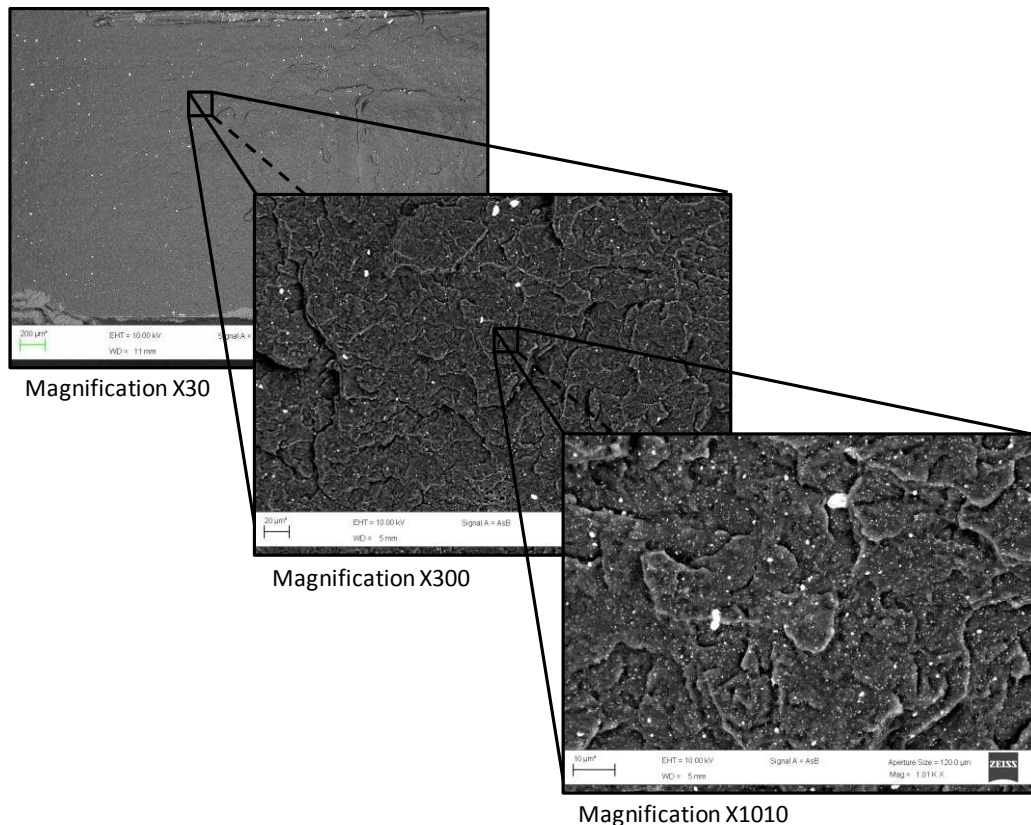 200 µm* EHT = 10.00 kV Signal A =
WD = 11 mm
Magnification X30
20 µm* EHT = 10.00 kV Signal A = AsB
WD = 5 mm
Magnification X300
10 µm* EHT = 10.00 kV Signal A = AsB Aperture Size = 120.0 µm
WD = 5 mm Mag = 1.01 K X
ZEISS
Magnification X1010